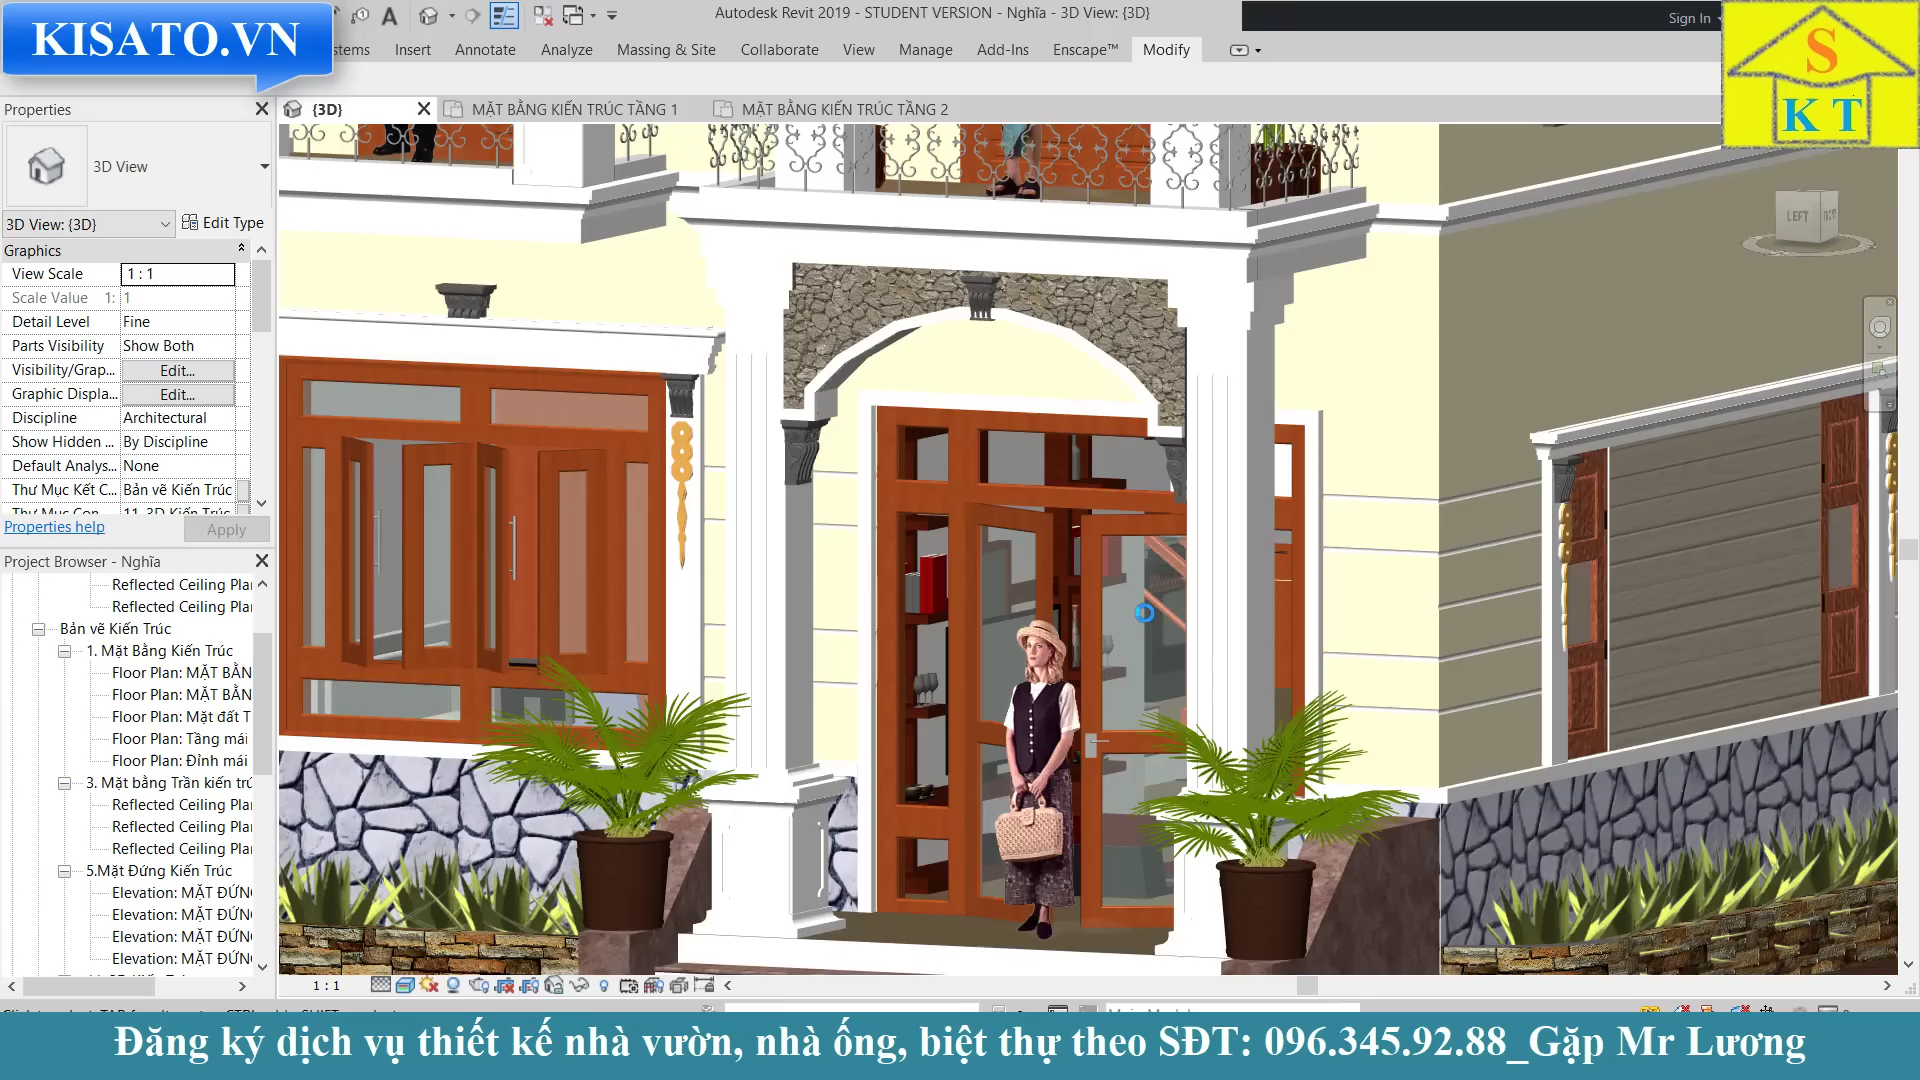 KISATO.VN
Autodesk Revit 2019 - STUDENT VERSION - Nghĩa - 3D View: {3D}
Sign In
Insert Annotate Analyze Massing & Site Collaborate View Manage Add-Ins Enscape™ Modify
S
K T
Properties
{3D}
MẶT BẰNG KIẾN TRÚC TẦNG 1
MẶT BẰNG KIẾN TRÚC TẦNG 2
3D View
3D View: {3D}
Edit Type
Graphics
View Scale 1 : 1
Scale Value 1: 1
Detail Level Fine
Parts Visibility Show Both
Visibility/Grap... Edit...
Graphic Displa... Edit...
Discipline Architectural
Show Hidden ... By Discipline
Default Analys... None
Thư Mục Kết C... Bản vẽ Kiến Trúc
Properties help
Apply
LEFT
Project Browser - Nghĩa
Reflected Ceiling Pla
Reflected Ceiling Pla
Bản vẽ Kiến Trúc
1. Mặt Bằng Kiến Trúc
Floor Plan: MẶT BẰN
Floor Plan: MẶT BẰN
Floor Plan: Mặt đất T
Floor Plan: Tầng mái
Floor Plan: Đỉnh mái
3. Mặt bằng Trần kiến trú
Reflected Ceiling Pla
Reflected Ceiling Pla
Reflected Ceiling Pla
5.Mặt Đứng Kiến Trúc
Elevation: MẶT ĐỨN
Elevation: MẶT ĐỨN
Elevation: MẶT ĐỨN
Elevation: MẶT ĐỨN
1 : 1
Đăng ký dịch vụ thiết kế nhà vườn, nhà ống, biệt thự theo SĐT: 096.345.92.88_Gặp Mr Lương